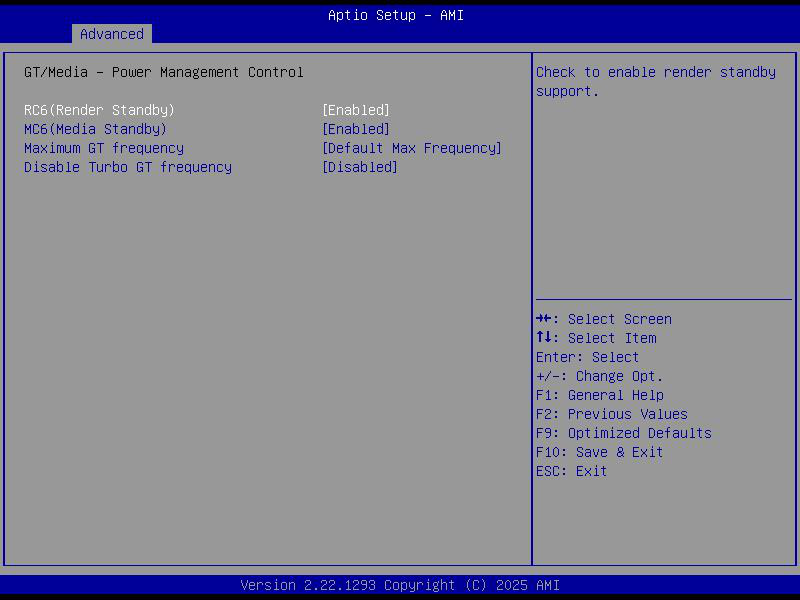 Aptio Setup – AMI
Advanced
GT/Media – Power Management Control
RC6(Render Standby) [Enabled]
MC6(Media Standby) [Enabled]
Maximum GT frequency [Default Max Frequency]
Disable Turbo GT frequency [Disabled]
Check to enable render standby
support.
→←: Select Screen
↑↓: Select Item
Enter: Select
+/-: Change Opt.
F1: General Help
F2: Previous Values
F9: Optimized Defaults
F10: Save & Exit
ESC: Exit
Version 2.22.1293 Copyright (C) 2025 AMI